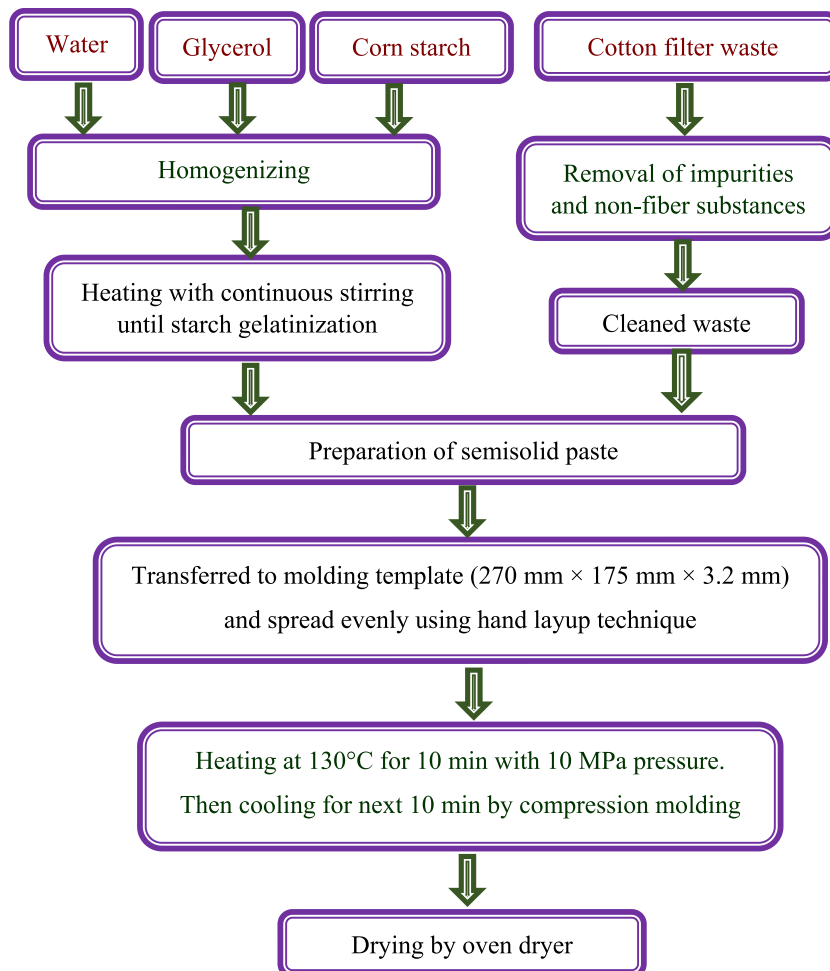 Water
Glycerol
Corn starch
Cotton filter waste
Homogenizing
Removal of impurities
and non-fiber substances
Heating with continuous stirring
until starch gelatinization
Cleaned waste
Preparation of semisolid paste
Transferred to molding template (270 mm × 175 mm × 3.2 mm)
and spread evenly using hand layup technique
Heating at 130°C for 10 min with 10 MPa pressure.
Then cooling for next 10 min by compression molding
Drying by oven dryer